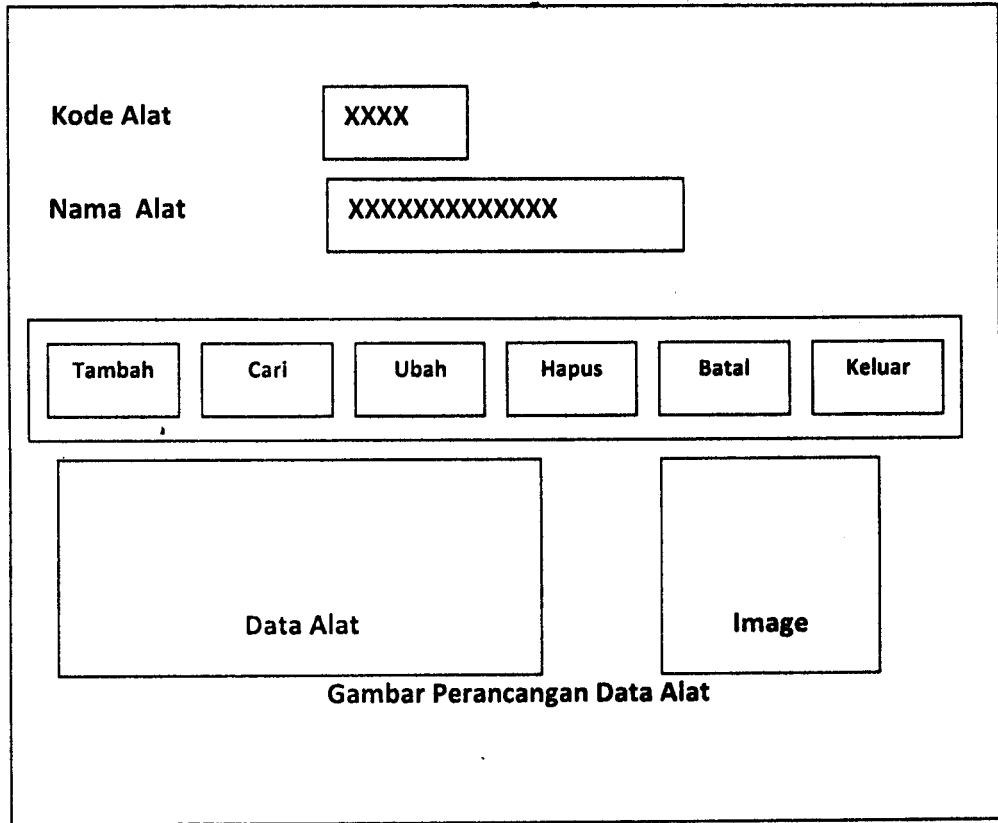 Kode Alat XXXX
Nama Alat XXXXXXXXXXXXX
Tambah Cari Ubah Hapus Batal Keluar
Data Alat Image
Gambar Perancangan Data Alat